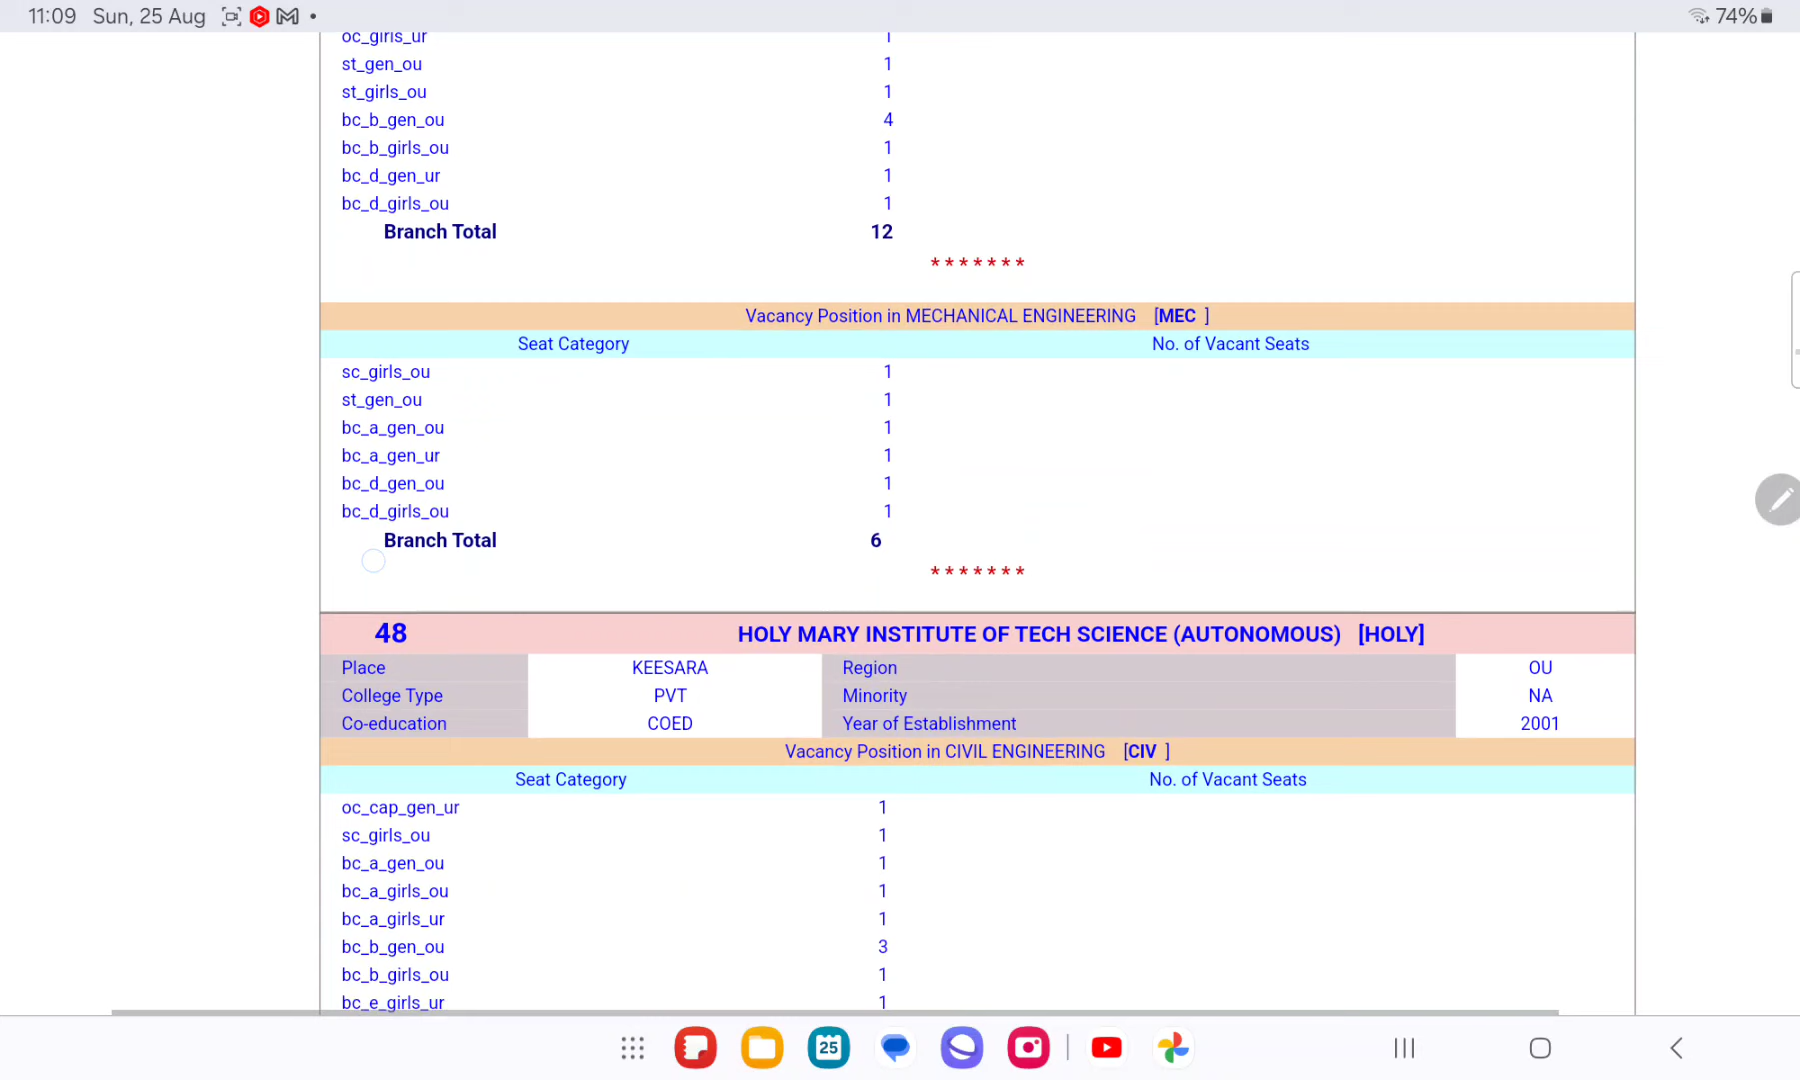 11:09 Sun, 25 Aug 74%
oc_girls_ur 1
st_gen_ou 1
st_girls_ou 1
bc_b_gen_ou 4
bc_b_girls_ou 1
bc_d_gen_ur 1
bc_d_girls_ou 1
Branch Total 12
*******
Vacancy Position in MECHANICAL ENGINEERING [MEC ]
Seat Category No. of Vacant Seats
sc_girls_ou 1
st_gen_ou 1
bc_a_gen_ou 1
bc_a_gen_ur 1
bc_d_gen_ou 1
bc_d_girls_ou 1
Branch Total 6
*******
48 HOLY MARY INSTITUTE OF TECH SCIENCE (AUTONOMOUS) [HOLY]
Place KEESARA Region OU
College Type PVT Minority NA
Co-education COED Year of Establishment 2001
Vacancy Position in CIVIL ENGINEERING [CIV ]
Seat Category No. of Vacant Seats
oc_cap_gen_ur 1
sc_girls_ou 1
bc_a_gen_ou 1
bc_a_girls_ou 1
bc_a_girls_ur 1
bc_b_gen_ou 3
bc_b_girls_ou 1
bc_e_girls_ur 1
25